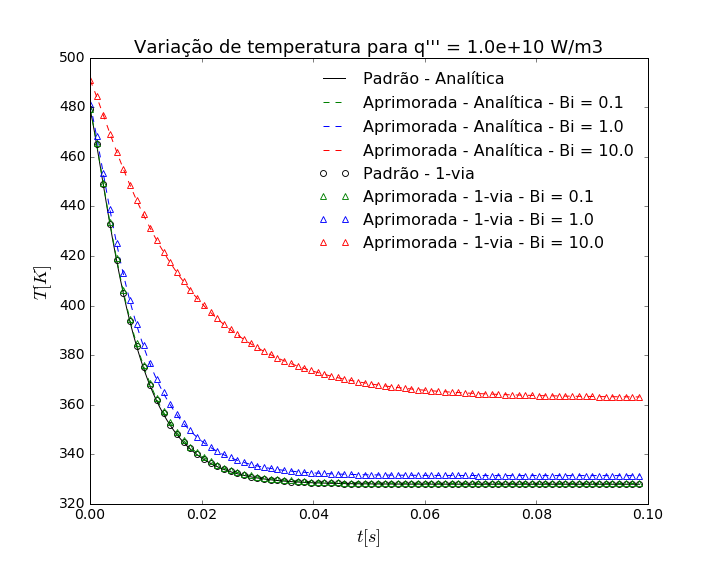 Variação de temperatura para q''' = 1.0e+10 W/m3
500
480
460
440
420
400
380
360
340
320
T[K]
Padrão - Analítica
Aprimorada - Analítica - Bi = 0.1
Aprimorada - Analítica - Bi = 1.0
Aprimorada - Analítica - Bi = 10.0
Padrão - 1-via
Aprimorada - 1-via - Bi = 0.1
Aprimorada - 1-via - Bi = 1.0
Aprimorada - 1-via - Bi = 10.0
0.00 0.02 0.04 0.06 0.08 0.10
t[s]